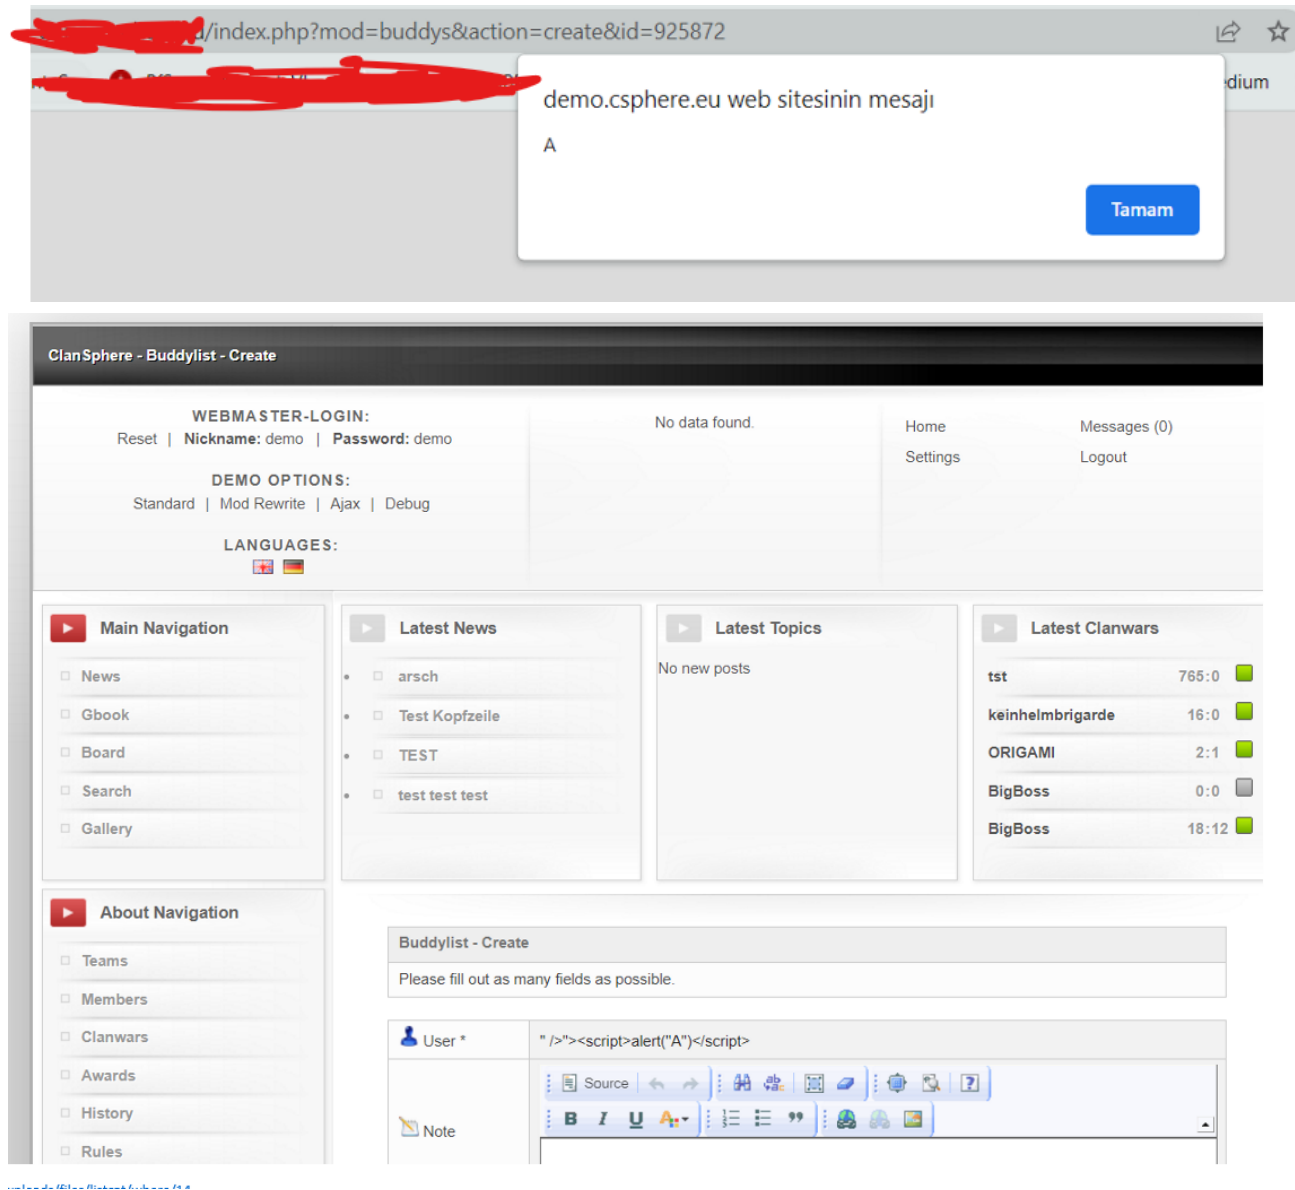 /index.php?mod=buddys&action=create&id=925872
edium
demo.csphere.eu web sitesinin mesajı
A
Tamam
ClanSphere - Buddylist - Create
WEBMASTER-LOGIN:
Reset | Nickname: demo | Password: demo
DEMO OPTIONS:
Standard | Mod Rewrite | Ajax | Debug
LANGUAGES:
No data found.
Home Messages (0)
Settings Logout
Main Navigation
News
Gbook
Board
Search
Gallery
Latest News
arsch
Test Kopfzeile
TEST
test test test
Latest Topics
No new posts
Latest Clanwars
tst 765:0
keinhelmbrigarde 16:0
ORIGAMI 2:1
BigBoss 0:0
BigBoss 18:12
About Navigation
Teams
Members
Clanwars
Awards
History
Rules
Buddylist - Create
Please fill out as many fields as possible.
User * " />"><script>alert("A")</script>
Source
B I U A
Note